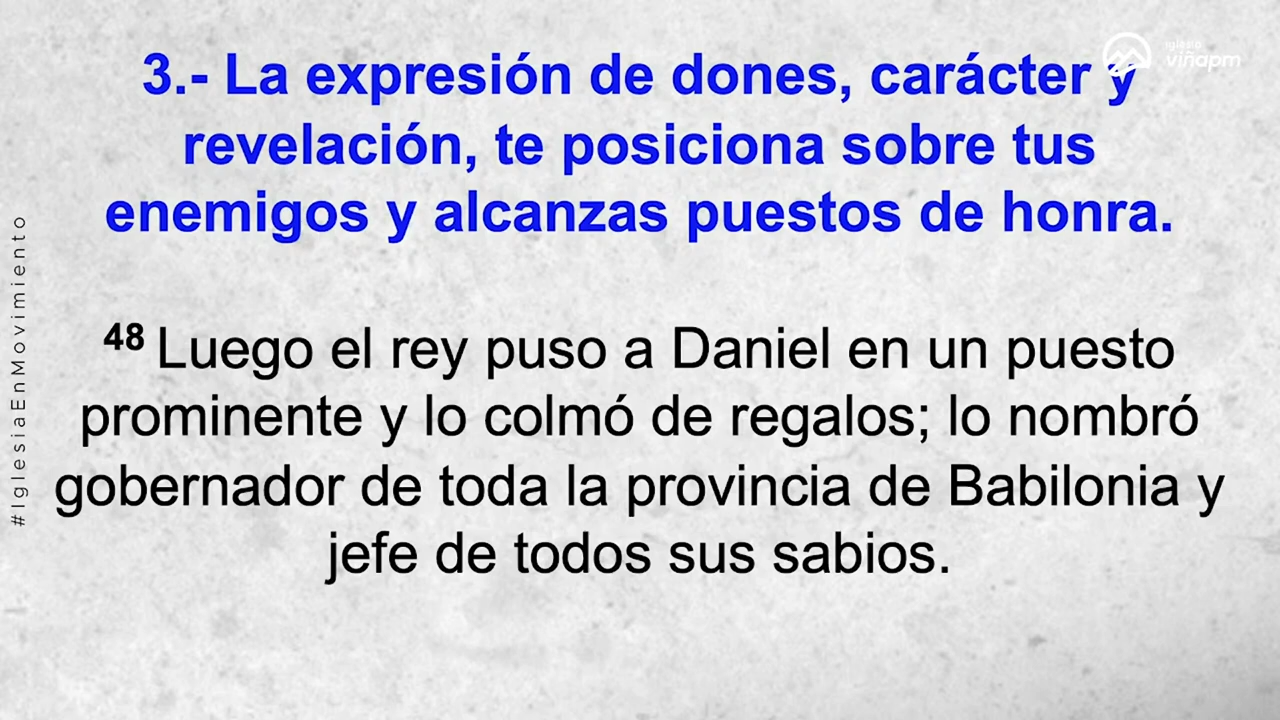 iglesia
viñapm
3.- La expresión de dones, carácter y
revelación, te posiciona sobre tus
enemigos y alcanzas puestos de honra.
48 Luego el rey puso a Daniel en un puesto
prominente y lo colmó de regalos; lo nombró
gobernador de toda la provincia de Babilonia y
jefe de todos sus sabios.
#IglesiaEnMovimiento